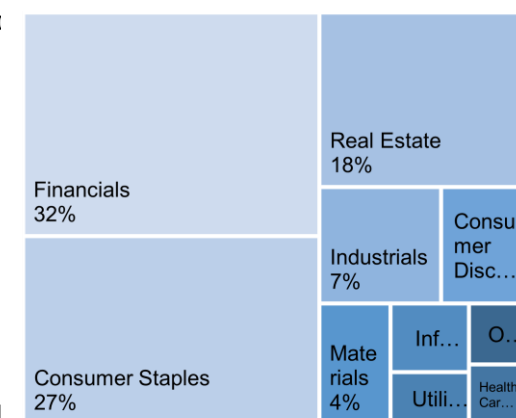 Financials
32%
Consumer Staples
27%
Real Estate
18%
Industrials
7%
Consu
mer
Disc...
Mate
rials
4%
Inf...
Utili...
O...
Health
Car...